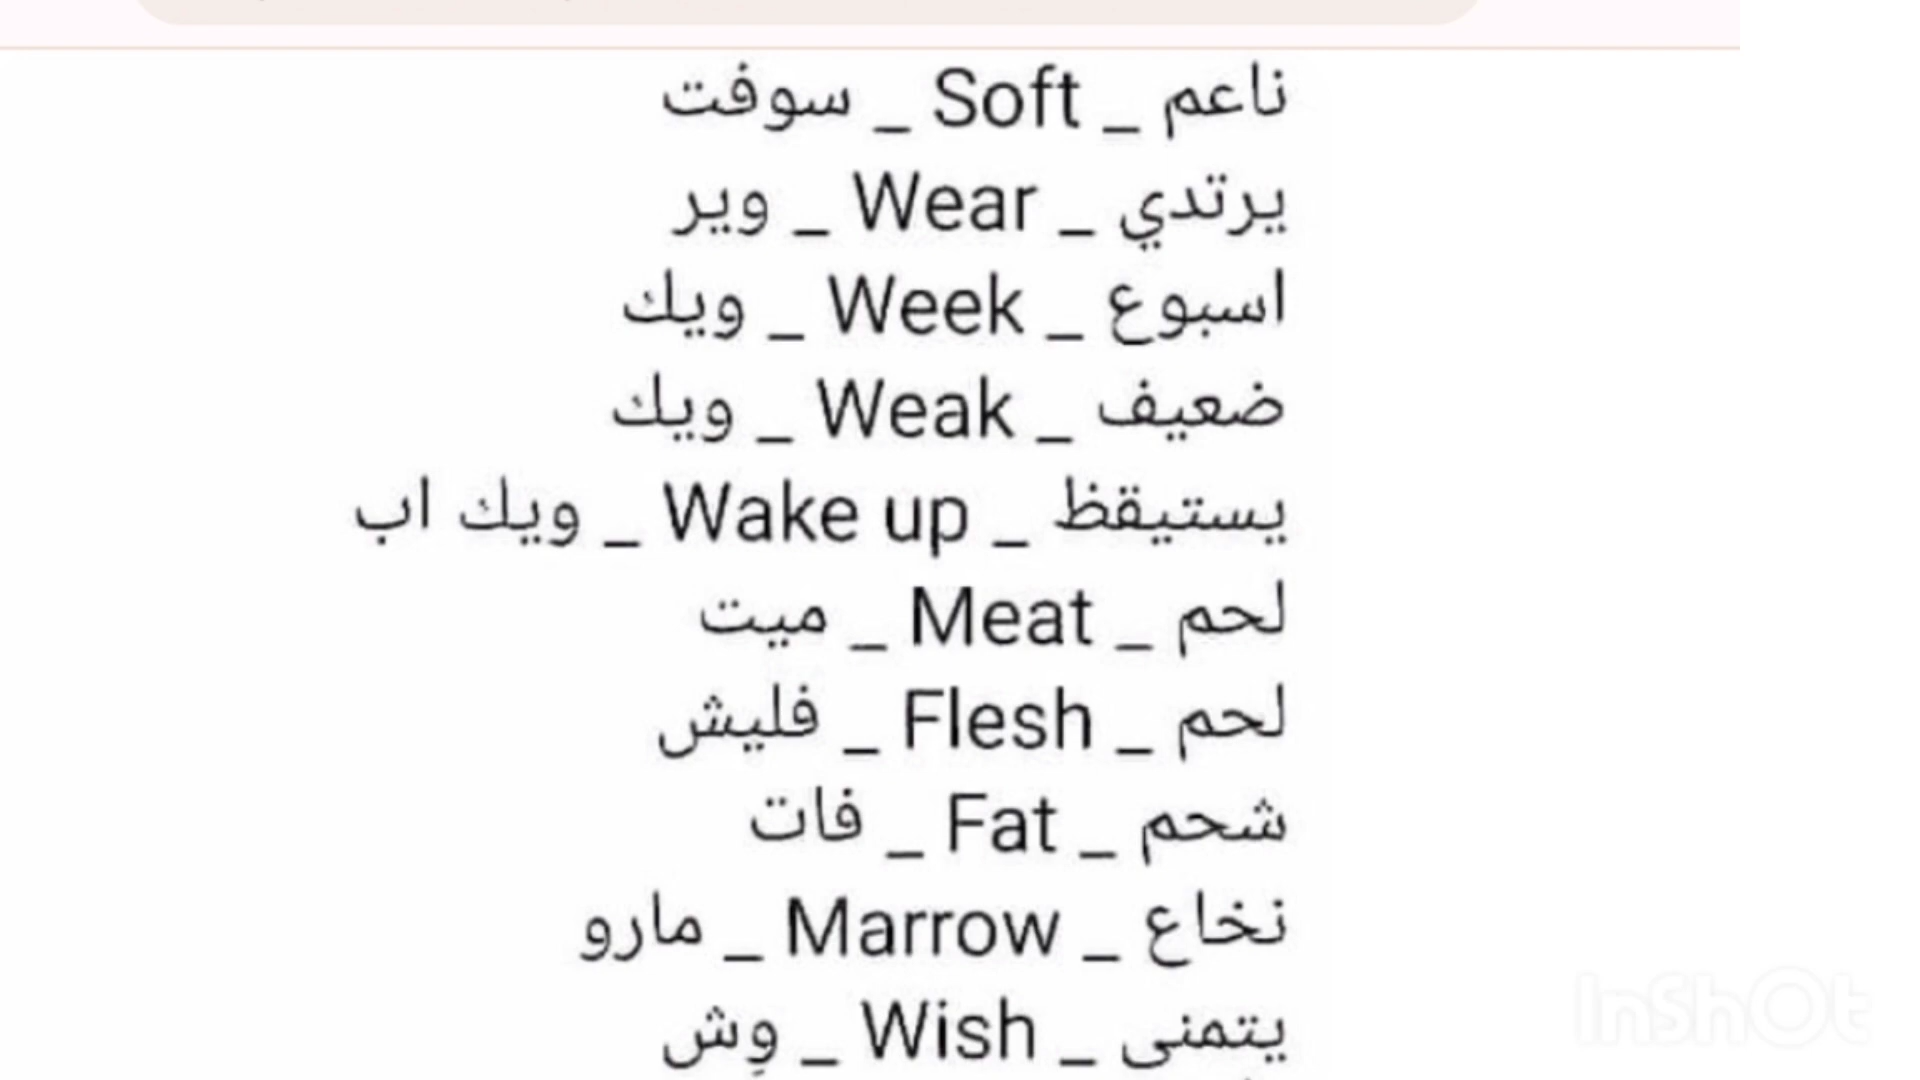 ناعم _ Soft _ سوفت
يرتدي _ Wear _ وير
اسبوع _ Week _ ويك
ضعيف _ Weak _ ويك
يستيقظ _ Wake up _ ويك اب
لحم _ Meat _ ميت
لحم _ Flesh _ فليش
شحم _ Fat _ فات
نخاع _ Marrow _ مارو
يتمنى _ Wish _ وِش
InShOt